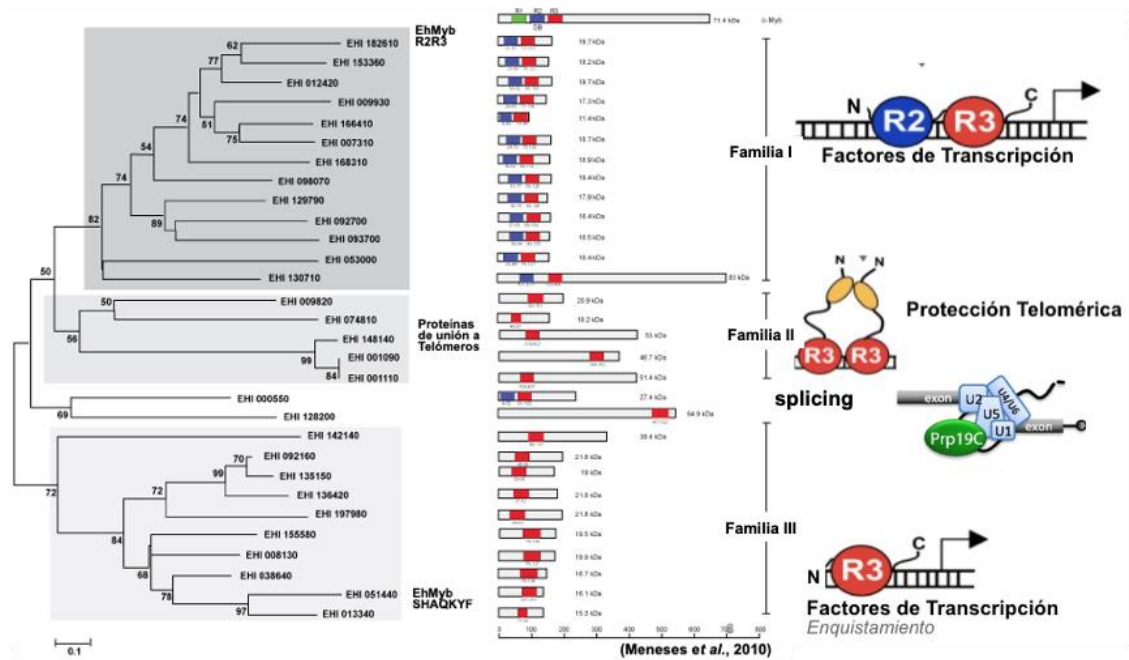 R1 R2 R3
DB
c-Myb
71.4 kDa
EhMyb
R2R3
EHI 182610
EHI 153360
EHI 012420
EHI 009930
EHI 166410
EHI 007310
EHI 168310
EHI 098070
EHI 129790
EHI 092700
EHI 093700
EHI 053000
EHI 130710
62
77
74
51
75
54
74
89
82
50
19.7 kDa
18.2 kDa
19.7 kDa
17.3 kDa
11.4 kDa
18.7 kDa
18.9 kDa
18.4 kDa
17.9 kDa
18.4 kDa
18.5 kDa
18.4 kDa
83 kDa
Familia I
N R2 R3 C
Factores de Transcripción
EHI 009820
EHI 074810
EHI 148140
EHI 001090
EHI 001110
50
56
99
84
Proteínas
de unión a
Telómeros
20.9 kDa
18.2 kDa
53 kDa
46.7 kDa
51.4 kDa
Familia II
N N
R3 R3
Protección Telomérica
EHI 000550
EHI 128200
69
27.4 kDa
64.9 kDa
splicing
exon U2 U4/U6
U5
U1 exon
Prp19C
EHI 142140
EHI 092160
EHI 135150
EHI 136420
EHI 197980
EHI 155580
EHI 008130
EHI 038640
EHI 051440
EHI 013340
72
70
99
72
84
68
78
97
EhMyb
SHAQKYF
39.4 kDa
21.8 kDa
19 kDa
21.8 kDa
21.8 kDa
19.5 kDa
19.9 kDa
16.7 kDa
16.1 kDa
15.3 kDa
Familia III
N R3 C
Factores de Transcripción
Enquistamiento
0.1
0 100 200 300 400 500 600 700 800
(Meneses et al., 2010)